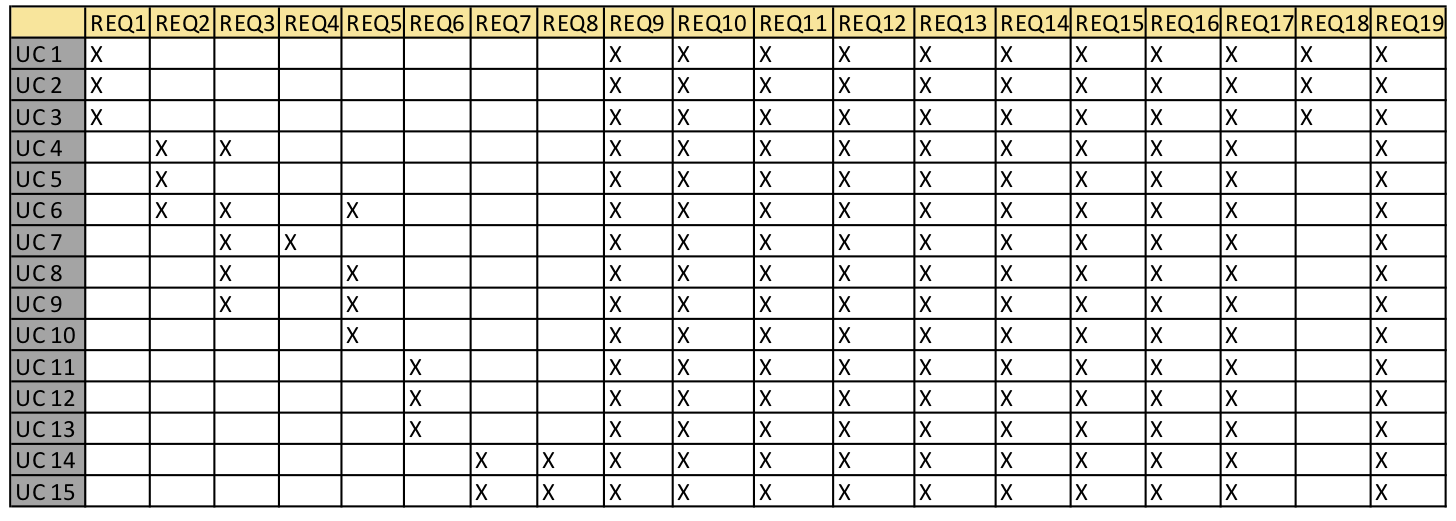 REQ1 REQ2 REQ3 REQ4 REQ5 REQ6 REQ7 REQ8 REQ9 REQ10 REQ11 REQ12 REQ13 REQ14 REQ15 REQ16 REQ17 REQ18 REQ19
UC 1 X X X X X X X X X X X X
UC 2 X X X X X X X X X X X X
UC 3 X X X X X X X X X X X X
UC 4 X X X X X X X X X X X X
UC 5 X X X X X X X X X X X
UC 6 X X X X X X X X X X X X X
UC 7 X X X X X X X X X X X X
UC 8 X X X X X X X X X X X X
UC 9 X X X X X X X X X X X X
UC 10 X X X X X X X X X X X
UC 11 X X X X X X X X X X X
UC 12 X X X X X X X X X X X
UC 13 X X X X X X X X X X X
UC 14 X X X X X X X X X X X X
UC 15 X X X X X X X X X X X X